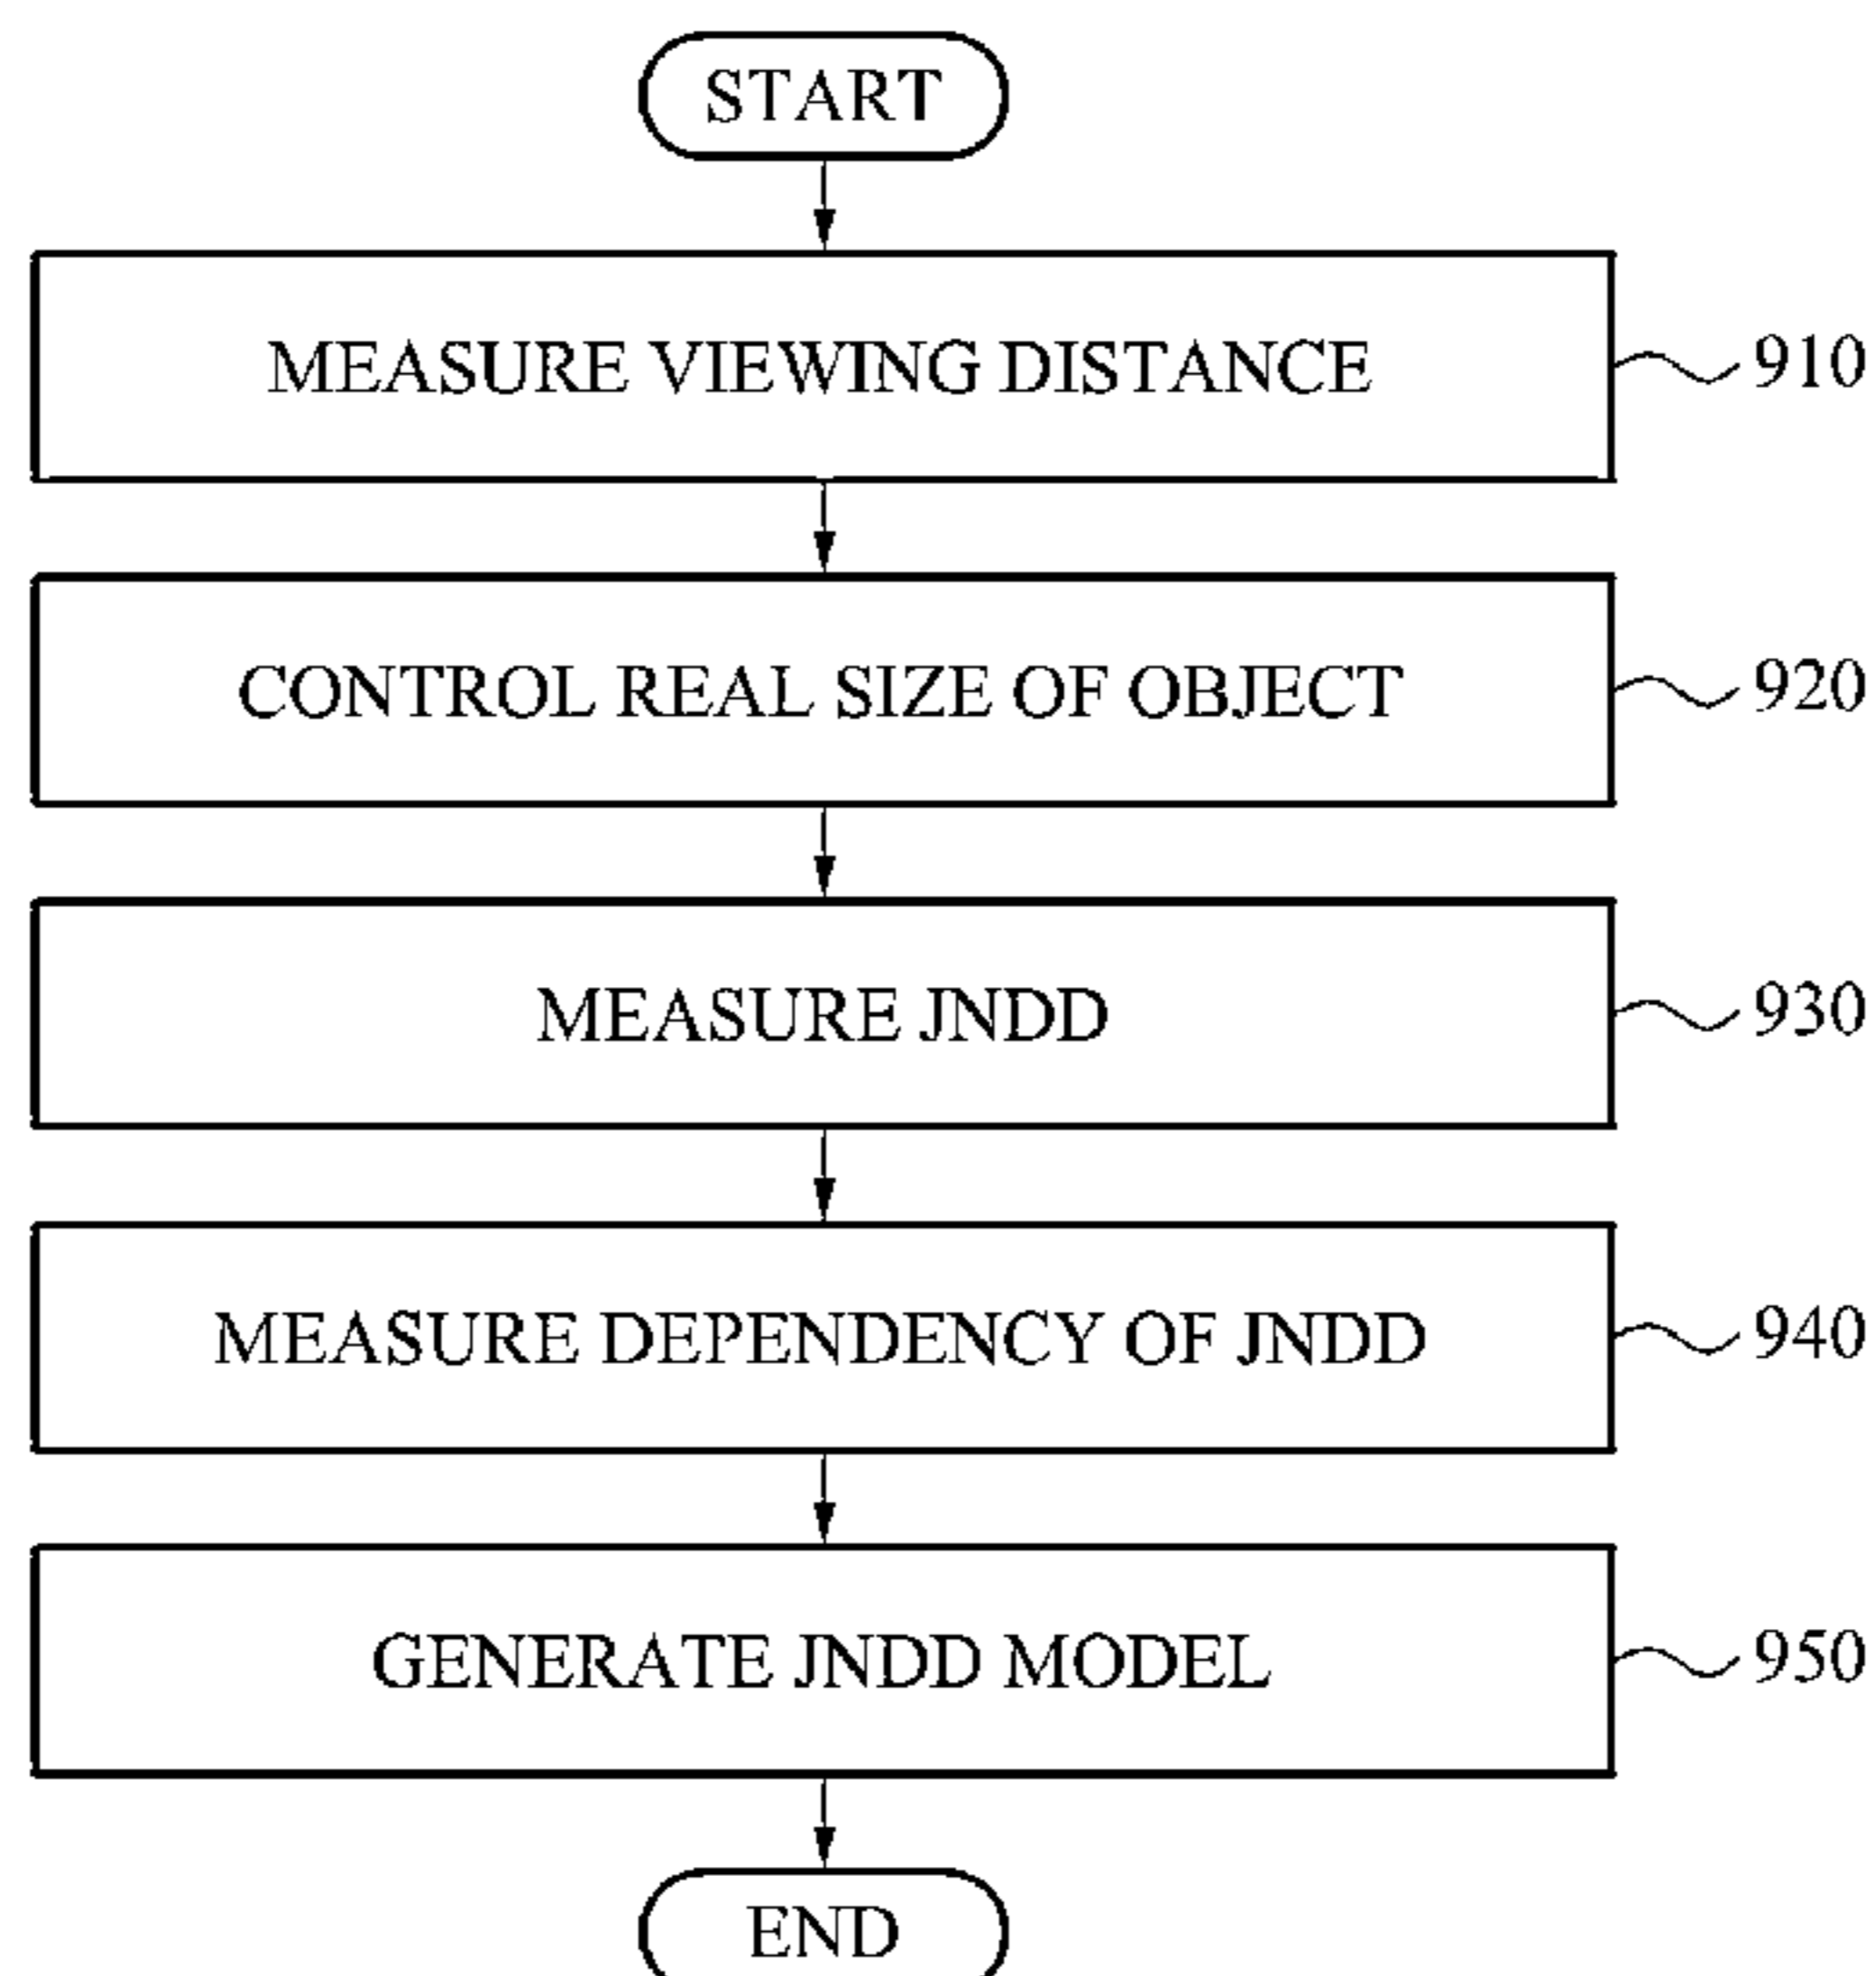 START
MEASURE VIEWING DISTANCE
910
CONTROL REAL SIZE OF OBJECT
920
MEASURE JNDD
930
MEASURE DEPENDENCY OF JNDD
940
GENERATE JNDD MODEL
950
END